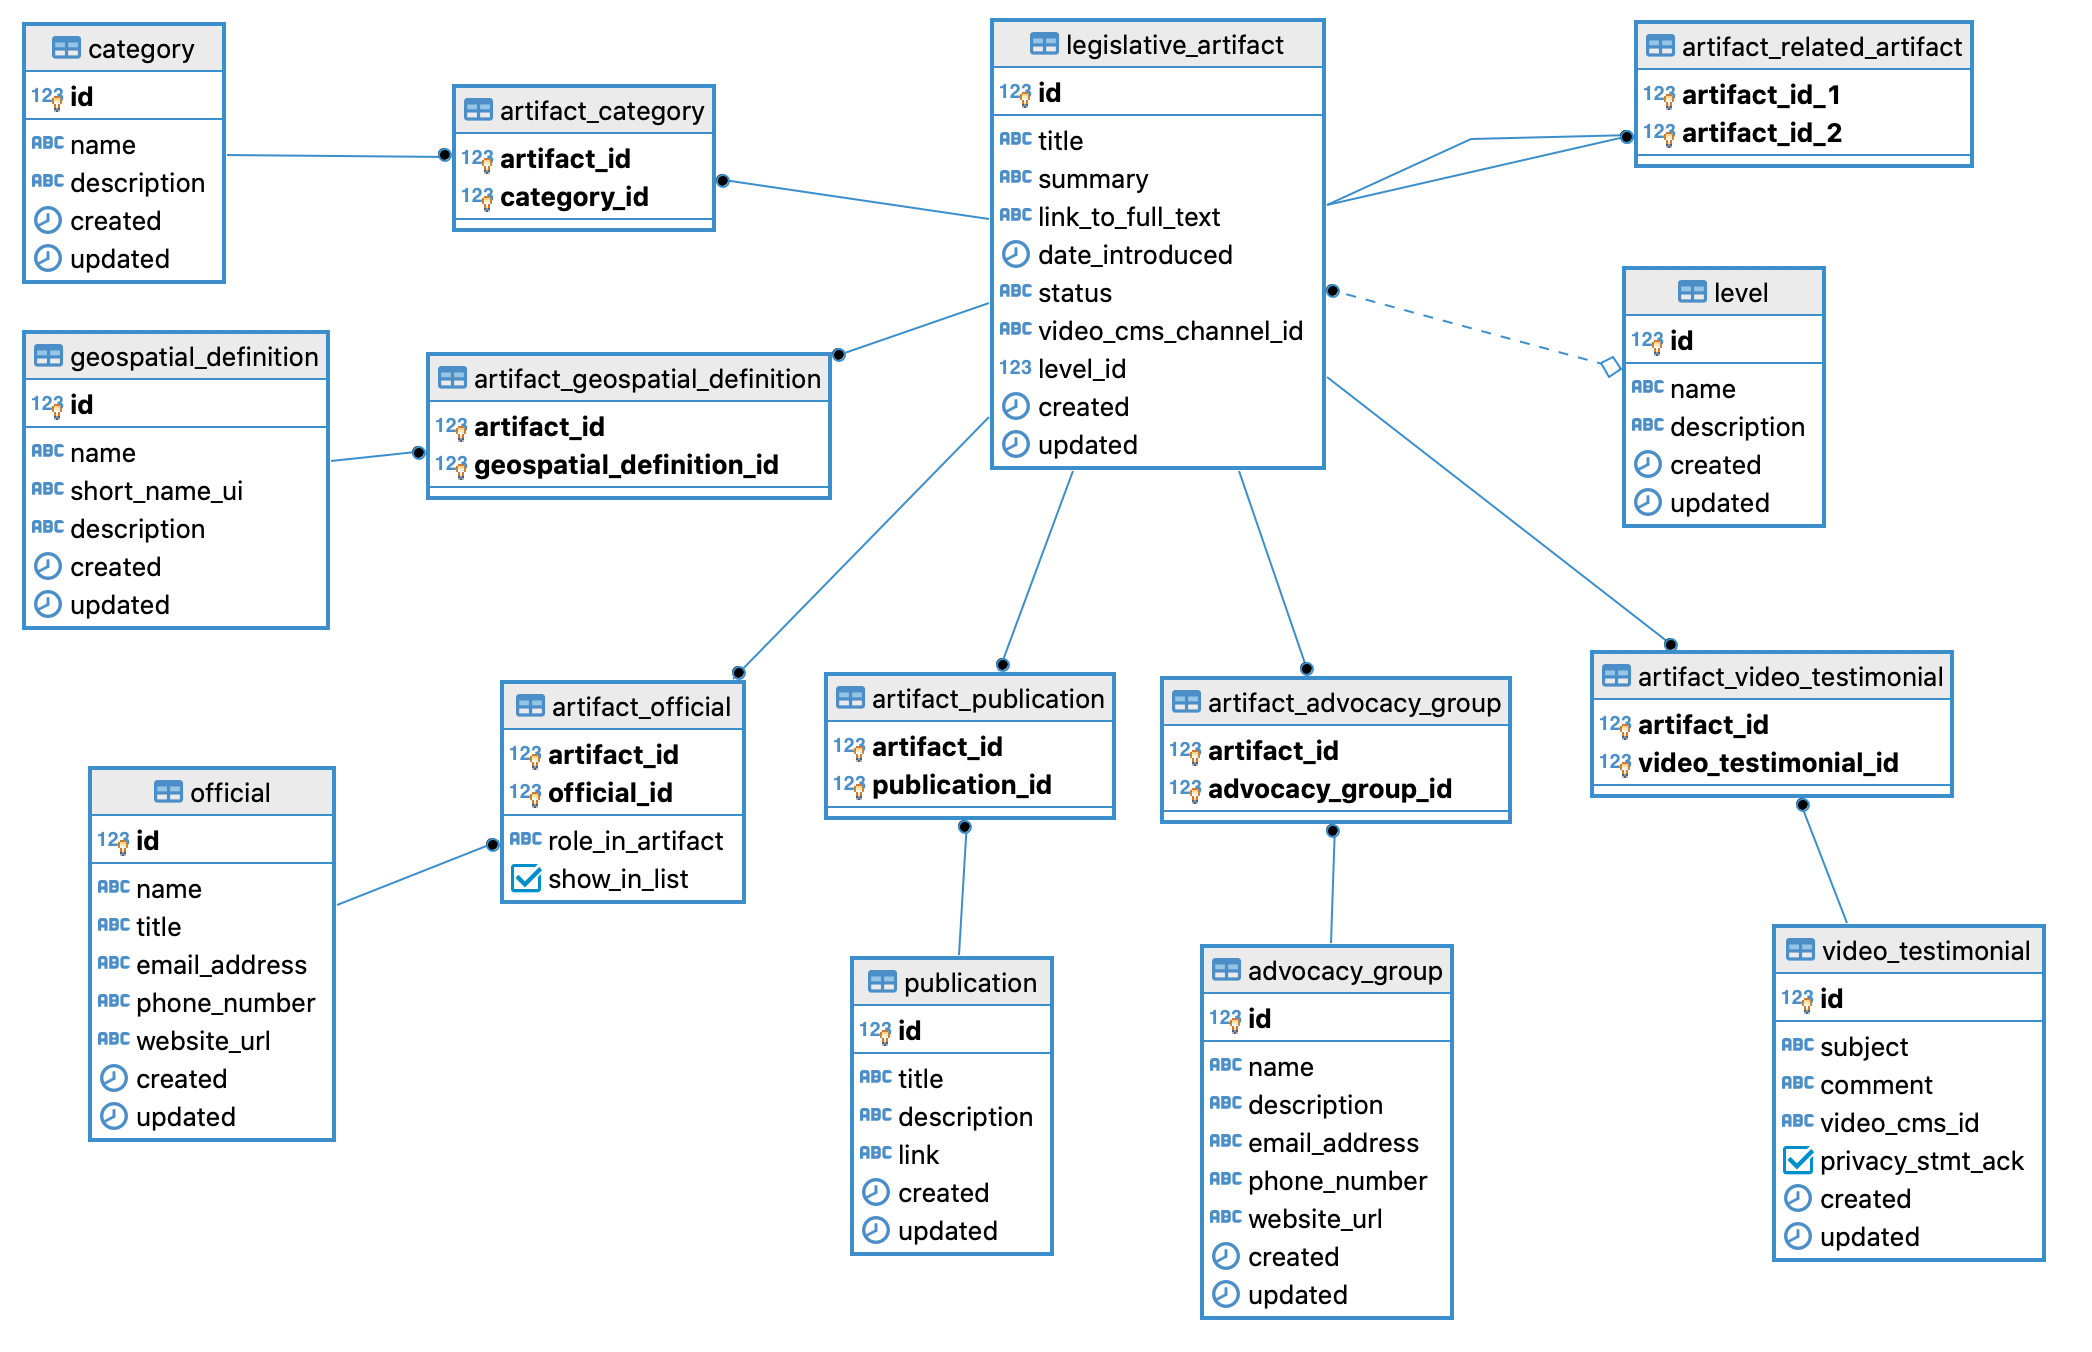 category
123 id
ABC name
ABC description
created
updated
artifact_category
123 artifact_id
123 category_id
legislative_artifact
123 id
ABC title
ABC summary
ABC link_to_full_text
date_introduced
ABC status
ABC video_cms_channel_id
123 level_id
created
updated
artifact_related_artifact
123 artifact_id_1
123 artifact_id_2
geospatial_definition
123 id
ABC name
ABC short_name_ui
ABC description
created
updated
artifact_geospatial_definition
123 artifact_id
123 geospatial_definition_id
level
123 id
ABC name
ABC description
created
updated
official
123 id
ABC name
ABC title
ABC email_address
ABC phone_number
ABC website_url
created
updated
artifact_official
123 artifact_id
123 official_id
ABC role_in_artifact
show_in_list
artifact_publication
123 artifact_id
123 publication_id
artifact_advocacy_group
123 artifact_id
123 advocacy_group_id
artifact_video_testimonial
123 artifact_id
123 video_testimonial_id
publication
123 id
ABC title
ABC description
ABC link
created
updated
advocacy_group
123 id
ABC name
ABC description
ABC email_address
ABC phone_number
ABC website_url
created
updated
video_testimonial
123 id
ABC subject
ABC comment
ABC video_cms_id
privacy_stmt_ack
created
updated